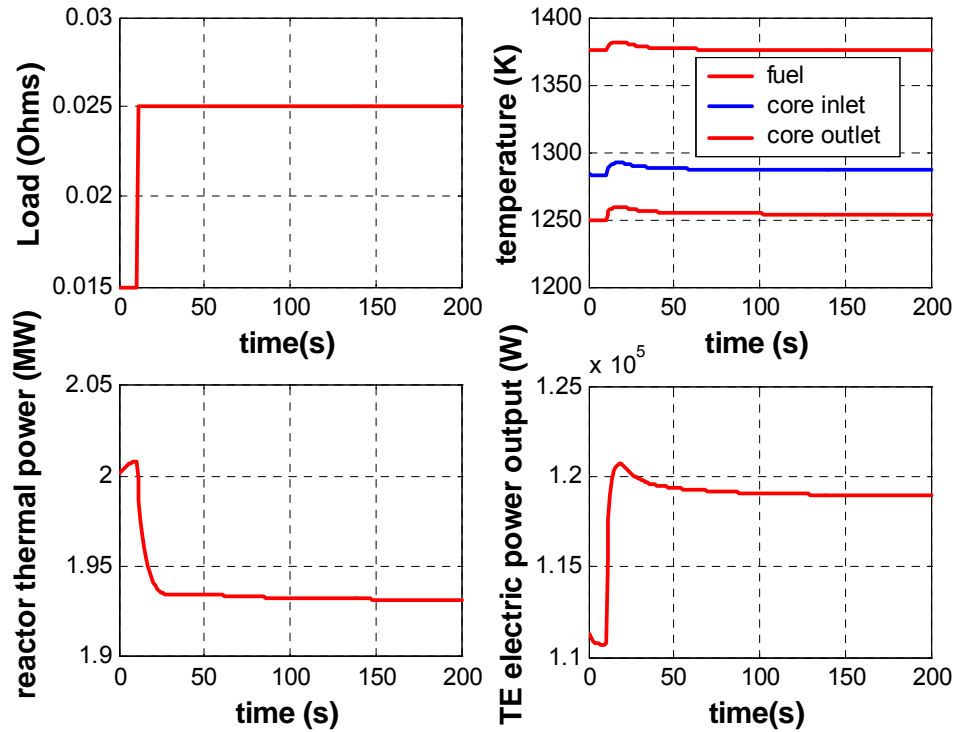 Load (Ohms)
0.03
0.025
0.02
0.015
0 50 100 150 200
time(s)
temperature (K)
1400
1350
1300
1250
1200
fuel
core inlet
core outlet
0 50 100 150 200
time (s)
reactor thermal power (MW)
2.05
2
1.95
1.9
0 50 100 150 200
time (s)
TE electric power output (W)
x 10^5
1.25
1.2
1.15
1.1
0 50 100 150 200
time(s)